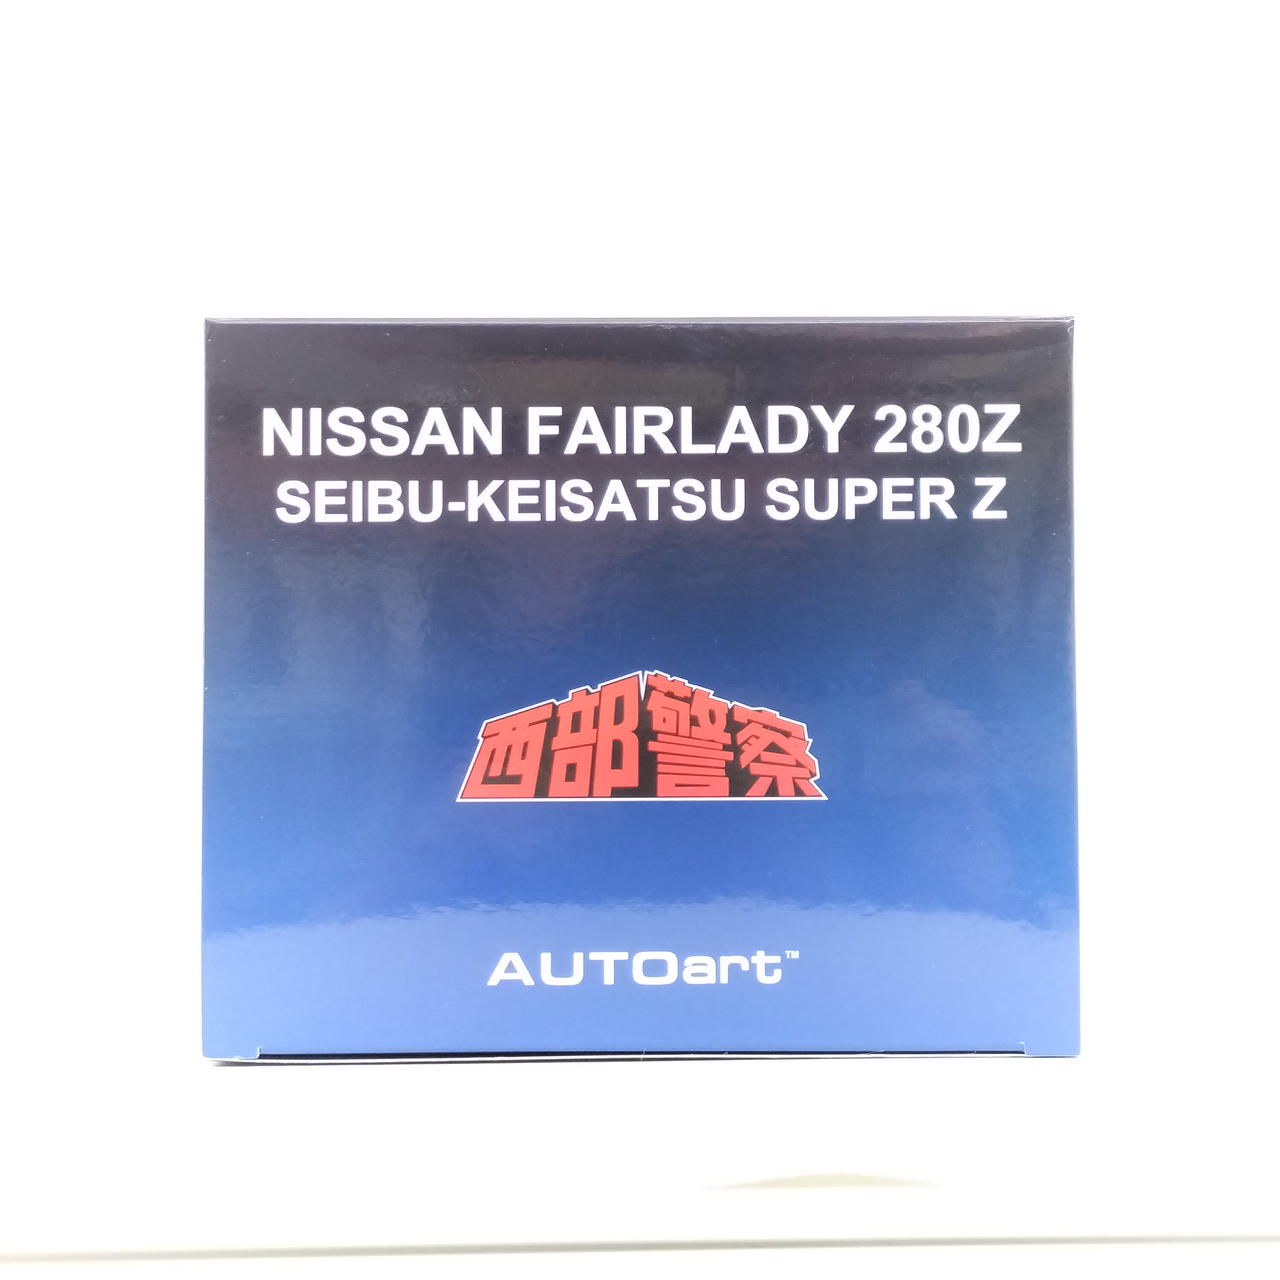 NISSAN FAIRLADY 280Z
SEIBU-KEISATSU SUPER Z
西部警察
AUTOart™